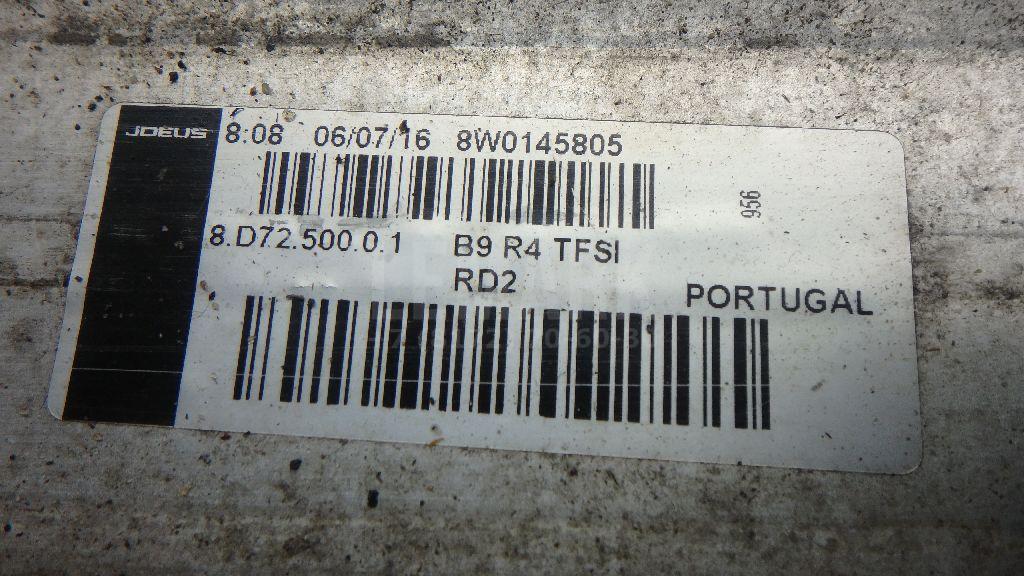 JDEUS 8:08 06/07/16 8W0145805
956
8.D72.500.0.1 B9 R4 TFSI
RD2
PORTUGAL